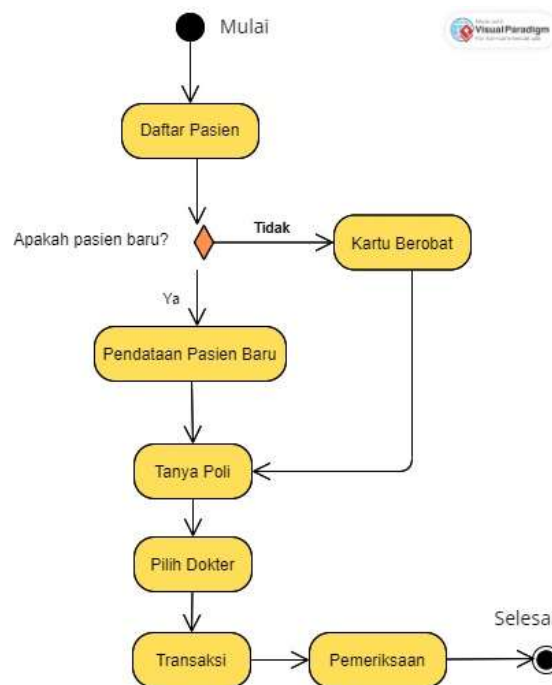 Mulai
Visual Paradigm
Daftar Pasien
Apakah pasien baru?
Tidak
Kartu Berobat
Ya
Pendataan Pasien Baru
Tanya Poli
Pilih Dokter
Selesa
Transaksi
Pemeriksaan